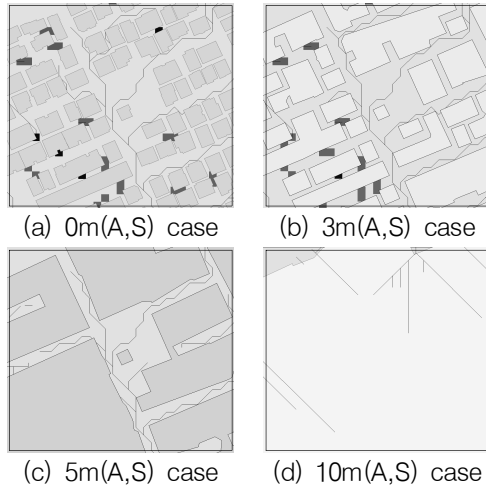 (a) 0m(A,S) case
(b) 3m(A,S) case
(c) 5m(A,S) case
(d) 10m(A,S) case